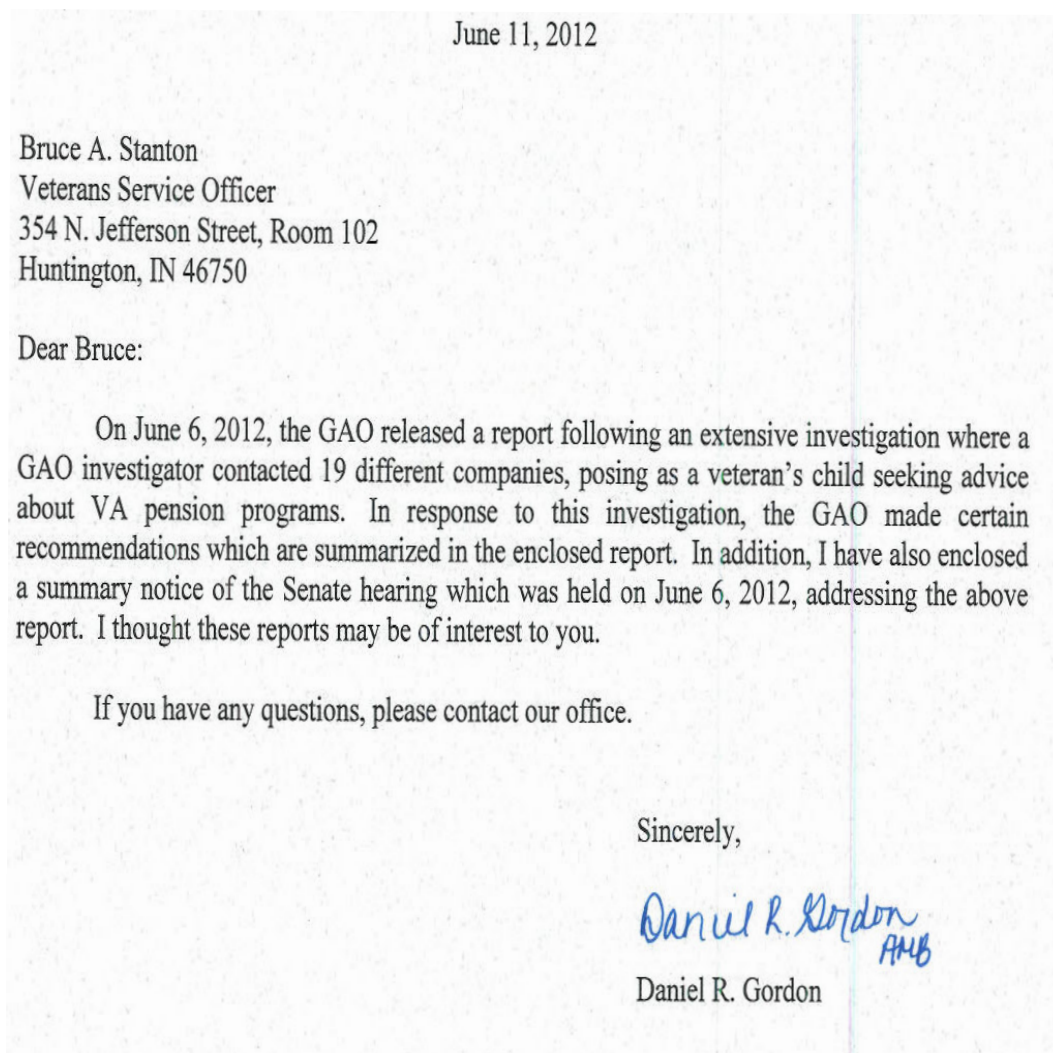 June 11, 2012
Bruce A. Stanton
Veterans Service Officer
354 N. Jefferson Street, Room 102
Huntington, IN 46750
Dear Bruce:
On June 6, 2012, the GAO released a report following an extensive investigation where a
GAO investigator contacted 19 different companies, posing as a veteran's child seeking advice
about VA pension programs. In response to this investigation, the GAO made certain
recommendations which are summarized in the enclosed report. In addition, I have also enclosed
a summary notice of the Senate hearing which was held on June 6, 2012, addressing the above
report. I thought these reports may be of interest to you.
If you have any questions, please contact our office.
Sincerely,
Daniel R. Gordon
AMB
Daniel R. Gordon